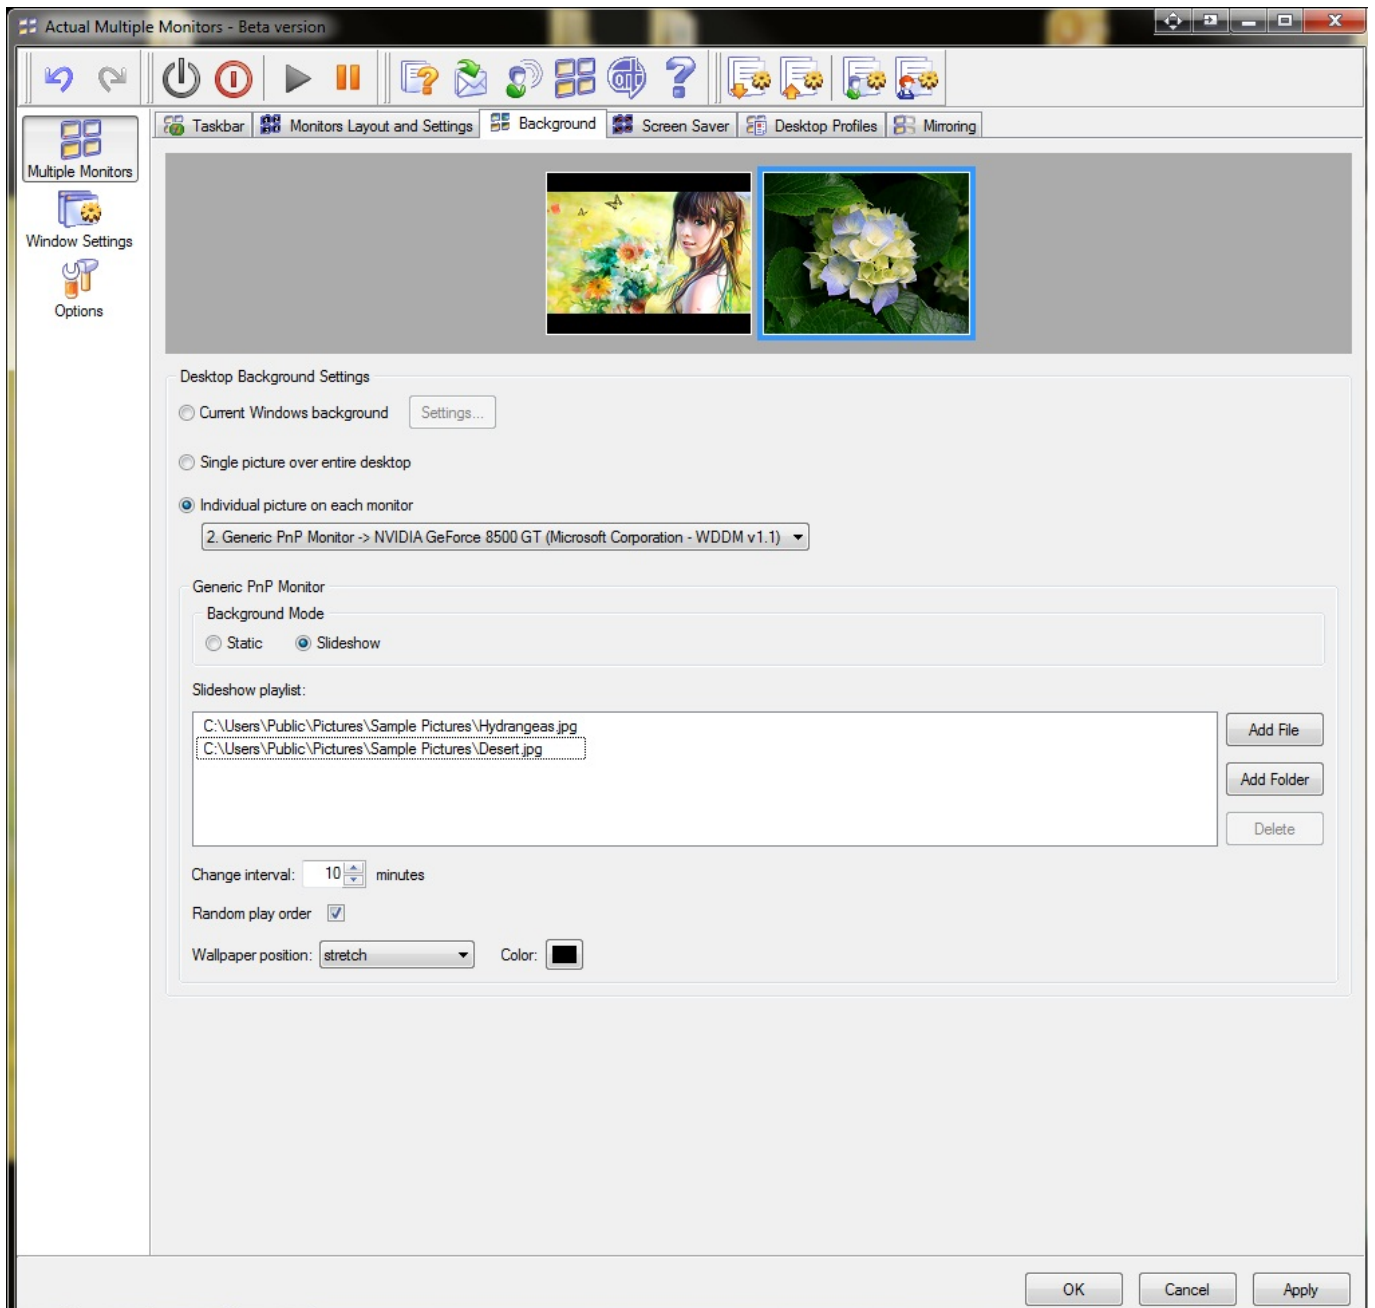 Actual Multiple Monitors - Beta version
Taskbar
Monitors Layout and Settings
Background
Screen Saver
Desktop Profiles
Mirroring
Multiple Monitors
Window Settings
Options
Desktop Background Settings
Current Windows background
Settings...
Single picture over entire desktop
Individual picture on each monitor
2. Generic PnP Monitor -> NVIDIA GeForce 8500 GT (Microsoft Corporation - WDDM v1.1)
Generic PnP Monitor
Background Mode
Static
Slideshow
Slideshow playlist:
C:\Users\Public\Pictures\Sample Pictures\Hydrangeas.jpg
C:\Users\Public\Pictures\Sample Pictures\Desert.jpg
Add File
Add Folder
Delete
Change interval: 10 minutes
Random play order
Wallpaper position: stretch
Color:
OK
Cancel
Apply